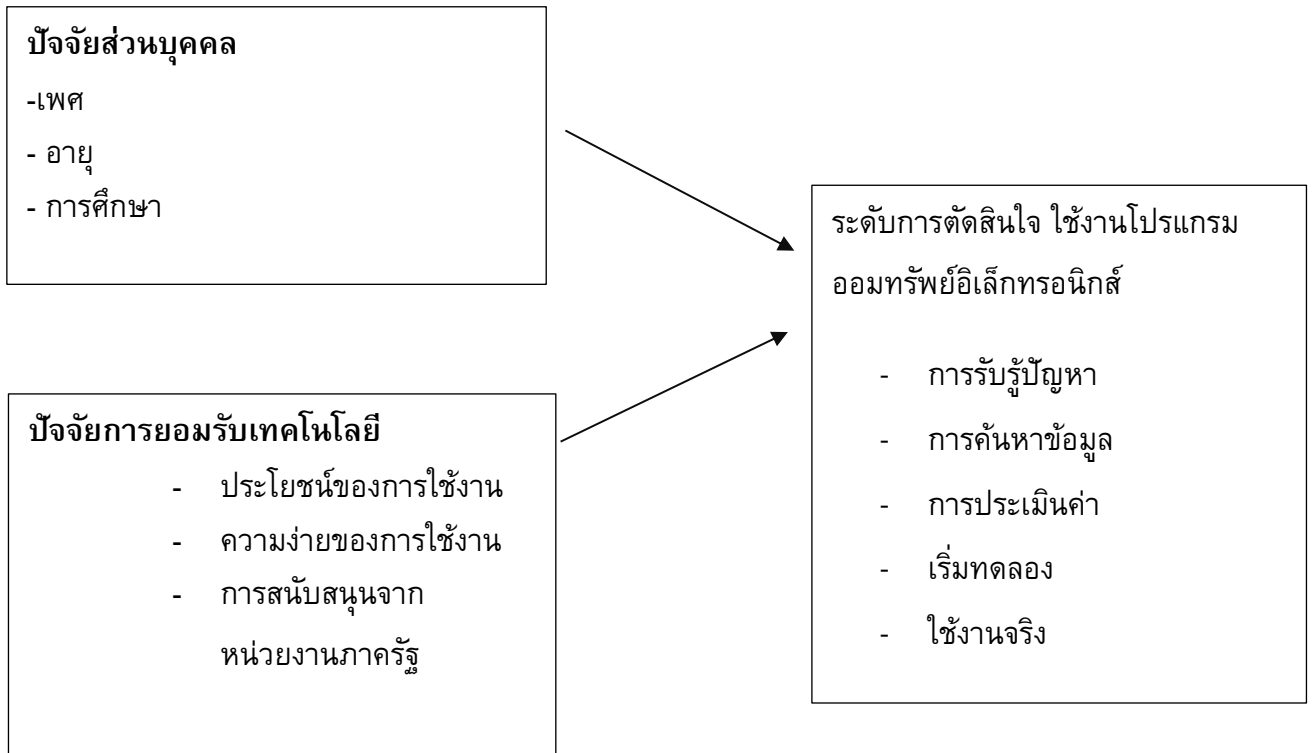 ปัจจัยส่วนบุคคล
-เพศ
- อายุ
- การศึกษา
ปัจจัยการยอมรับเทคโนโลยี
- ประโยชน์ของการใช้งาน
- ความง่ายของการใช้งาน
- การสนับสนุนจาก
หน่วยงานภาครัฐ
ระดับการตัดสินใจ ใช้งานโปรแกรม
ออมทรัพย์อิเล็กทรอนิกส์
- การรับรู้ปัญหา
- การค้นหาข้อมูล
- การประเมินค่า
- เริ่มทดลอง
- ใช้งานจริง